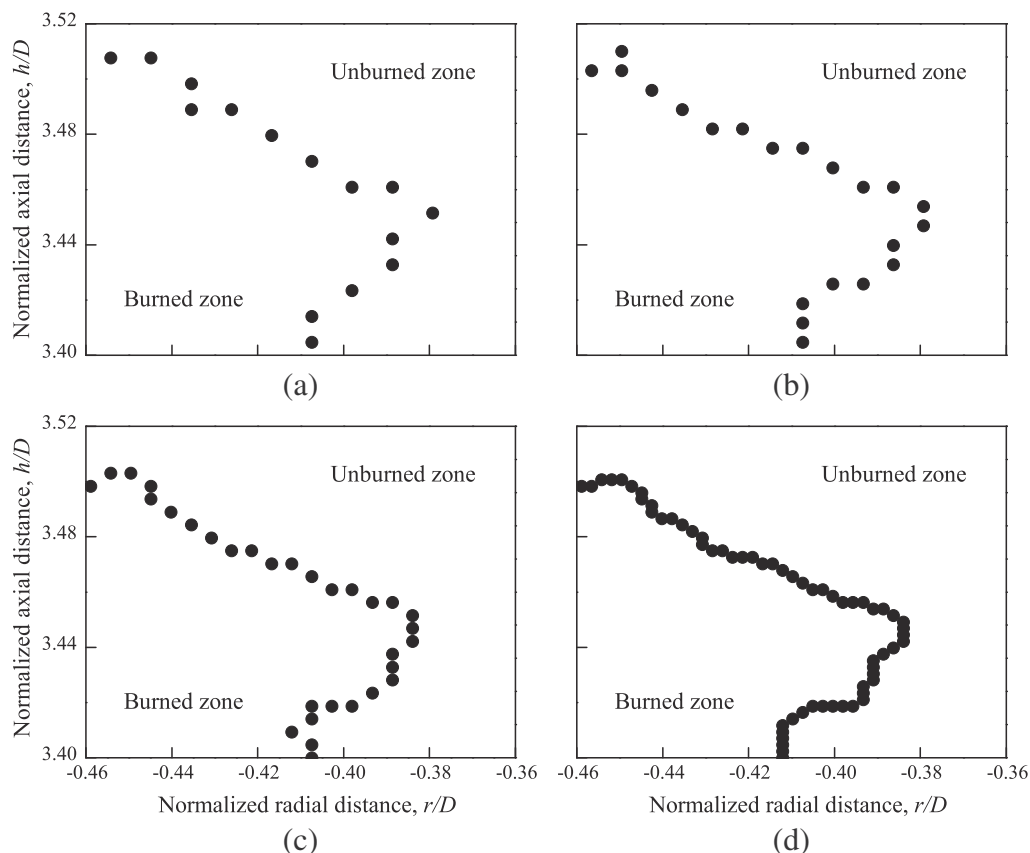 3.52
3.48
3.44
3.40
Normalized axial distance, h/D
Unburned zone
Burned zone
(a)
Unburned zone
Burned zone
(b)
3.52
3.48
3.44
3.40
Normalized axial distance, h/D
Unburned zone
Burned zone
-0.46 -0.44 -0.42 -0.40 -0.38 -0.36
Normalized radial distance, r/D
(c)
Unburned zone
Burned zone
-0.46 -0.44 -0.42 -0.40 -0.38 -0.36
Normalized radial distance, r/D
(d)